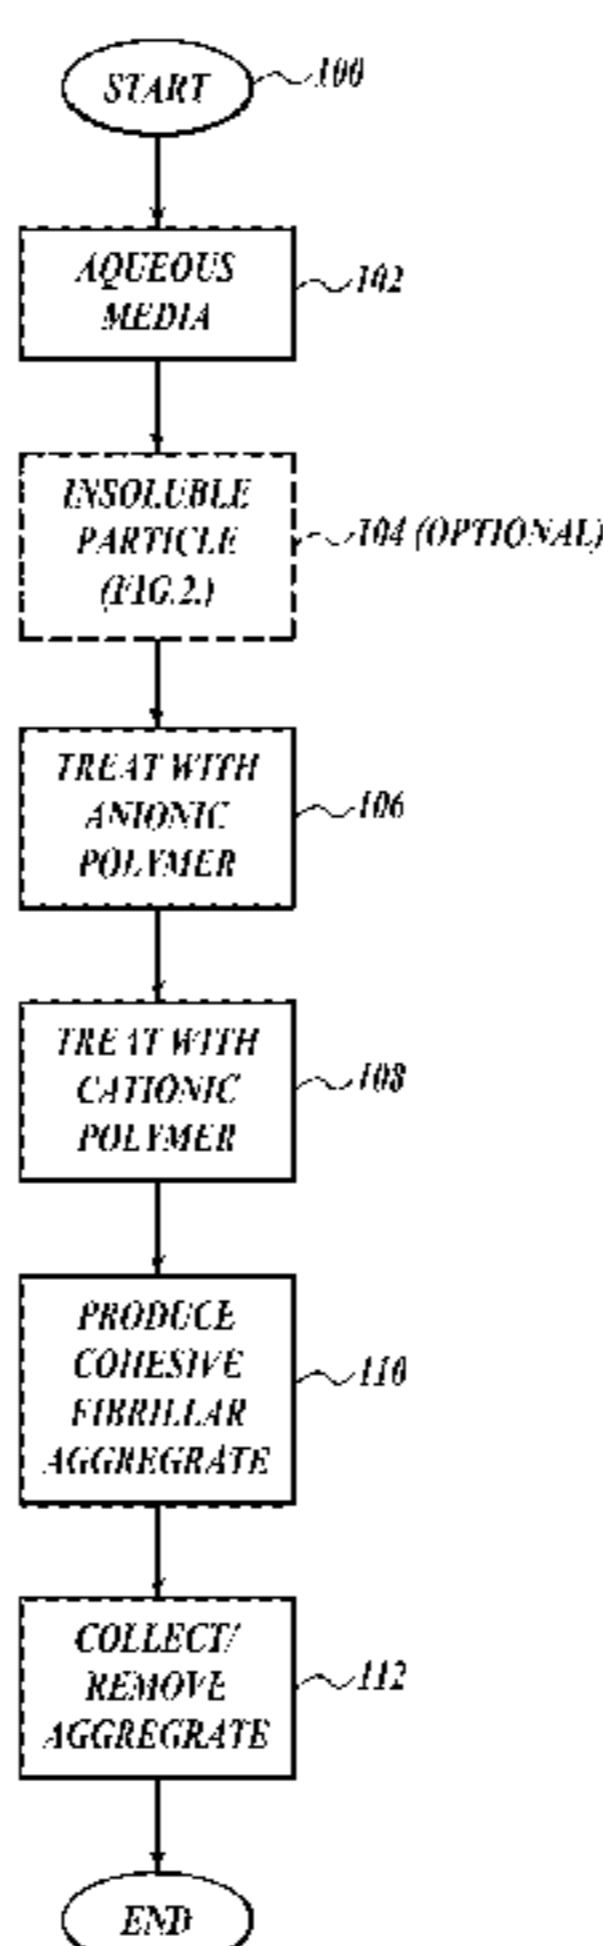 START
100
AQUEOUS
MEDIA
102
INSOLUBLE
PARTICLE
(FIG.2.)
104 (OPTIONAL)
TREAT WITH
ANIONIC
POLYMER
106
TREAT WITH
CATIONIC
POLYMER
108
PRODUCE
COHESIVE
FIBRILLAR
AGGREGRATE
110
COLLECT/
REMOVE
AGGREGRATE
112
END